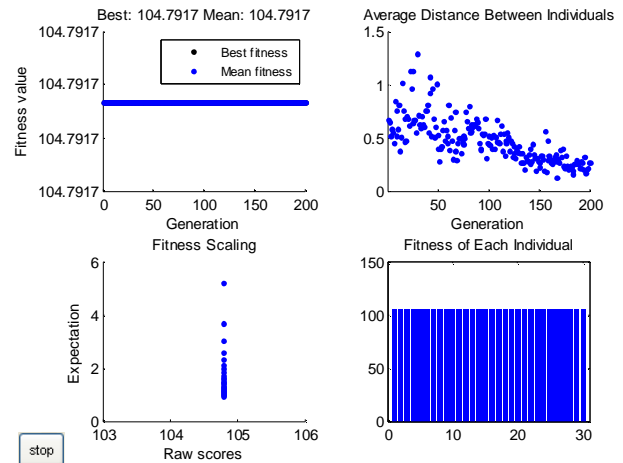 Best: 104.7917 Mean: 104.7917
104.7917
104.7917
104.7917
104.7917
Fitness value
Best fitness
Mean fitness
0 50 100 150 200
Generation
Average Distance Between Individuals
1.5
1
0.5
0
50 100 150 200
Generation
Fitness Scaling
6
4
2
0
Expectation
103 104 105 106
Raw scores
Fitness of Each Individual
150
100
50
0
0 10 20 30
stop